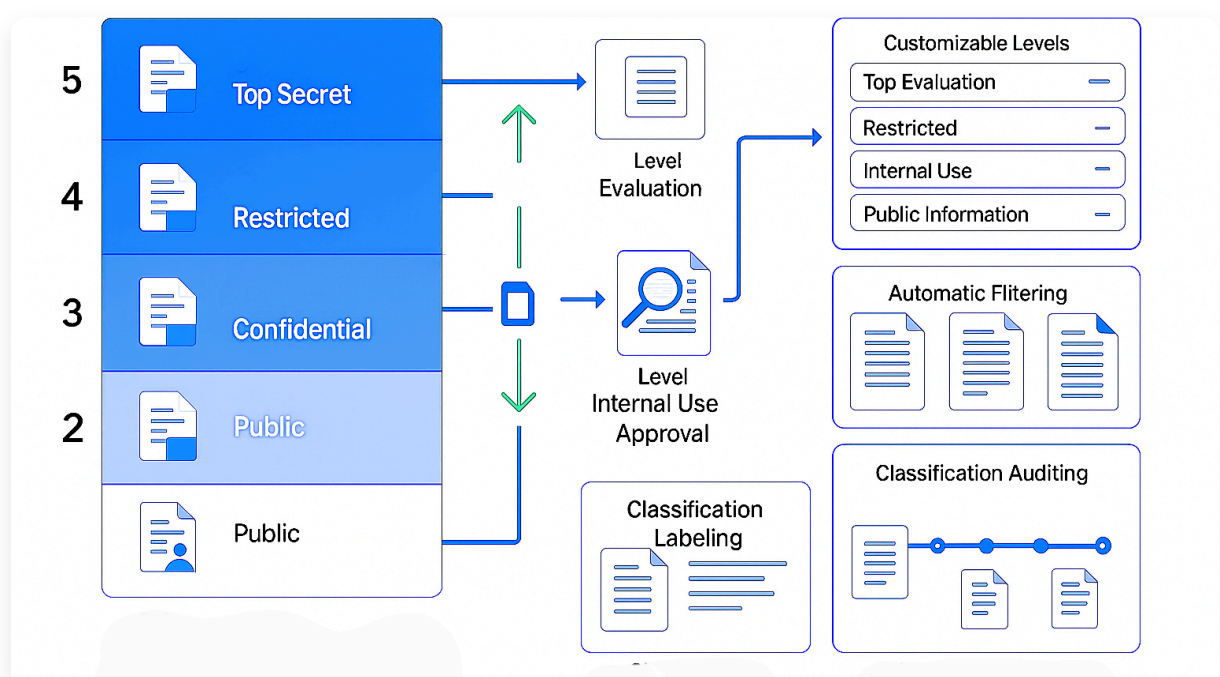 5
Top Secret
4
Restricted
3
Confidential
2
Public
Public
Level
Evaluation
Level
Internal Use
Approval
Classification
Labeling
Customizable Levels
Top Evaluation
Restricted
Internal Use
Public Information
Automatic Flitering
Classification Auditing